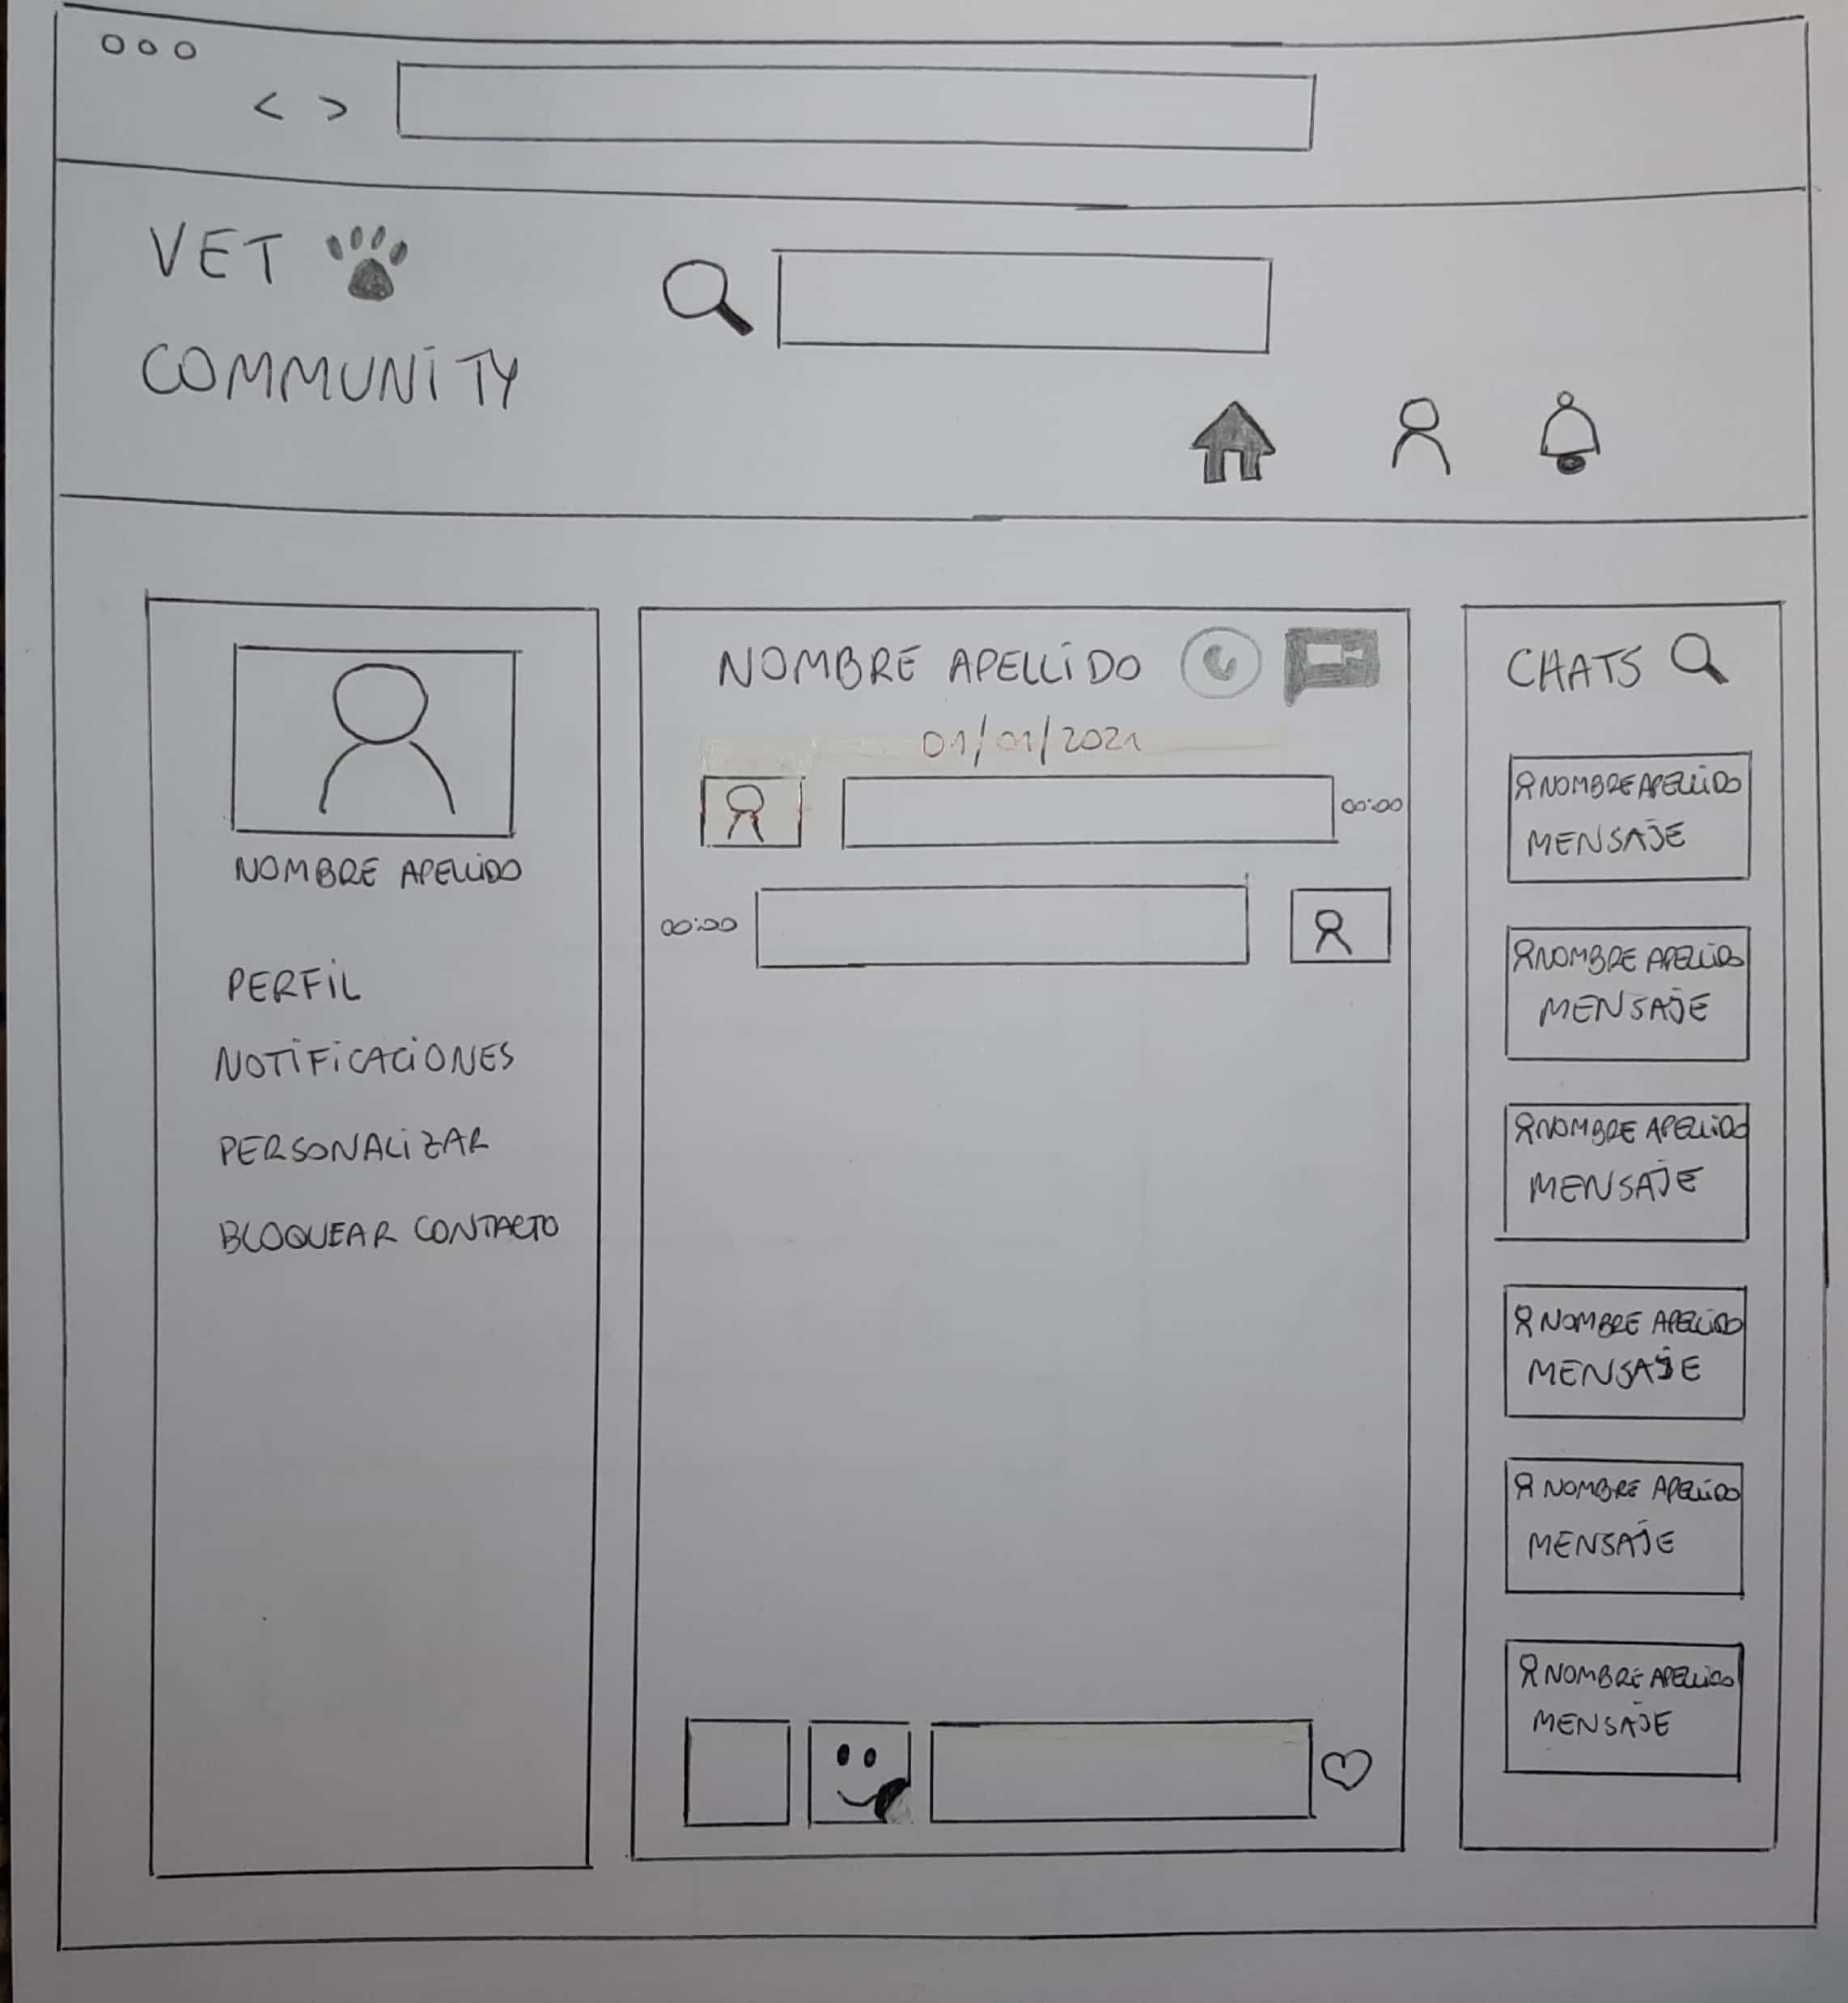 VET
COMMUNITY
NOMBRE APELLIDO
PERFIL
NOTIFICACIONES
PERSONALIZAR
BLOQUEAR CONTACTO
NOMBRE APELLIDO
01/01/2021
00:00
00:00
CHATS
NOMBRE APELLIDO
MENSAJE
NOMBRE APELLIDO
MENSAJE
NOMBRE APELLIDO
MENSAJE
NOMBRE APELLIDO
MENSAJE
NOMBRE APELLIDO
MENSAJE
NOMBRE APELLIDO
MENSAJE